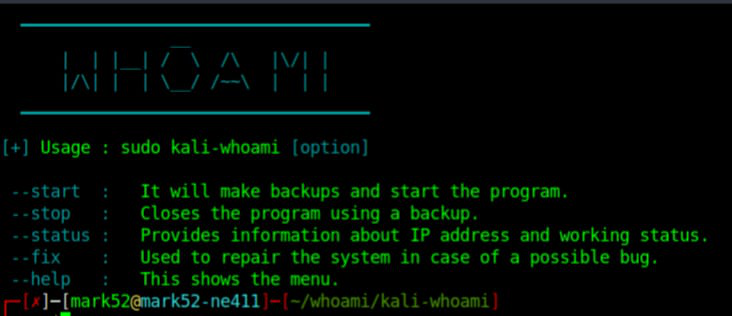 WHOAMI
[+] Usage : sudo kali-whoami [option]
--start : It will make backups and start the program.
--stop : Closes the program using a backup.
--status : Provides information about IP address and working status.
--fix : Used to repair the system in case of a possible bug.
--help : This shows the menu.
┌─[✗]─[mark52@mark52-ne411]─[~/whoami/kali-whoami]